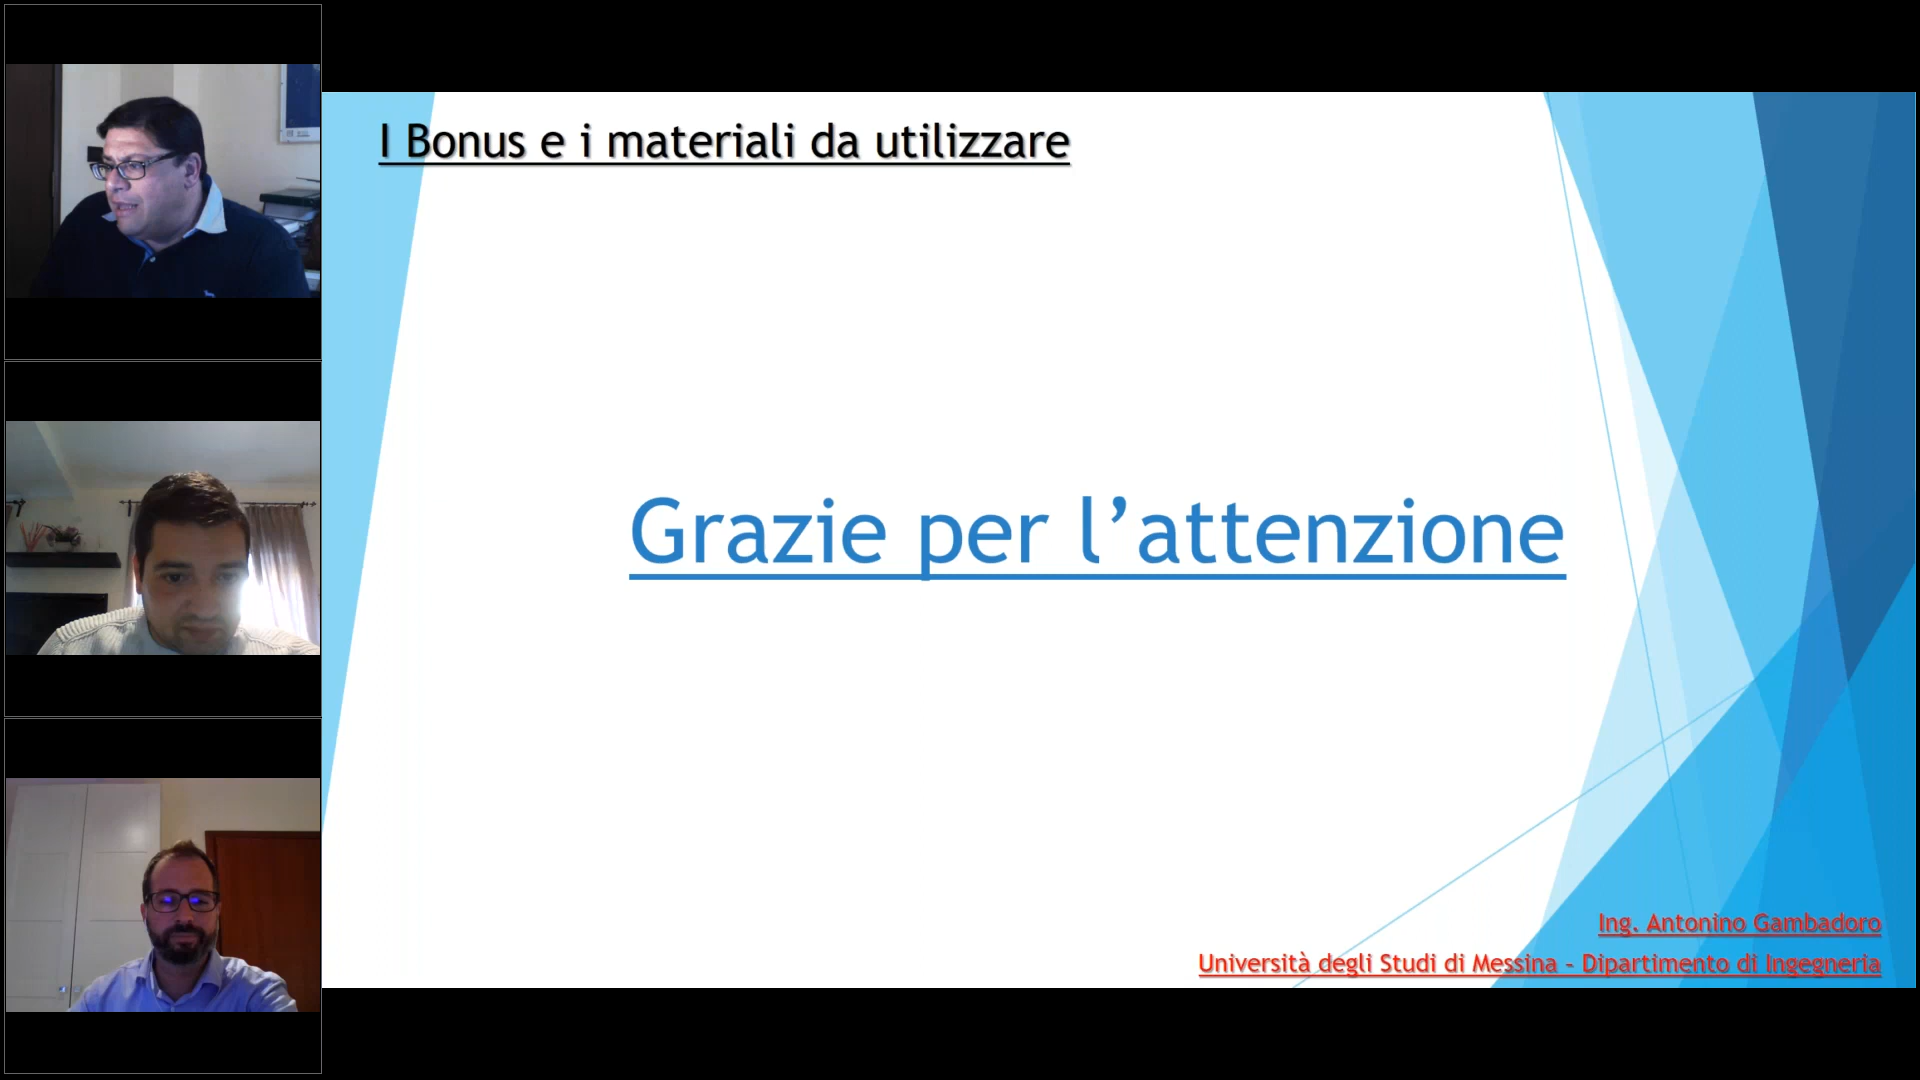 I Bonus e i materiali da utilizzare
Grazie per l’attenzione
Ing. Antonino Gambadoro
Università degli Studi di Messina – Dipartimento di Ingegneria